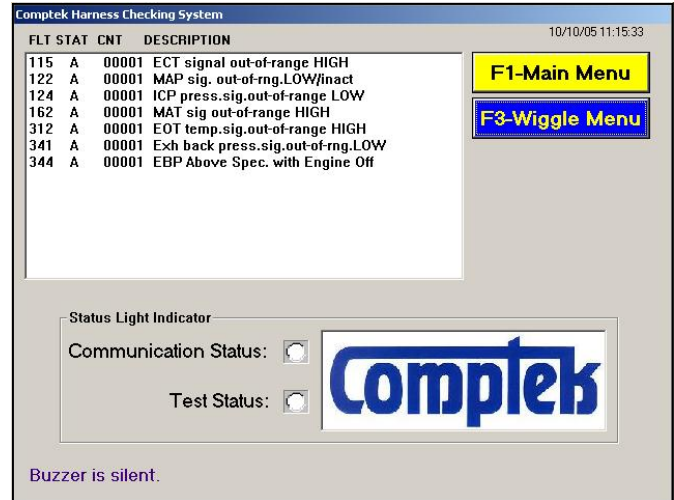 Comptek Harness Checking System
10/10/05 11:15:33
FLT STAT CNT DESCRIPTION
115 A 00001 ECT signal out-of-range HIGH
122 A 00001 MAP sig. out-of-rng.LOW/inact
124 A 00001 ICP press.sig.out-of-range LOW
162 A 00001 MAT sig out-of-range HIGH
312 A 00001 EOT temp.sig.out-of-range HIGH
341 A 00001 Exh back press.sig.out-of-rng.LOW
344 A 00001 EBP Above Spec. with Engine Off
F1-Main Menu
F3-Wiggle Menu
Status Light Indicator
Communication Status:
Test Status:
Comptek
Buzzer is silent.